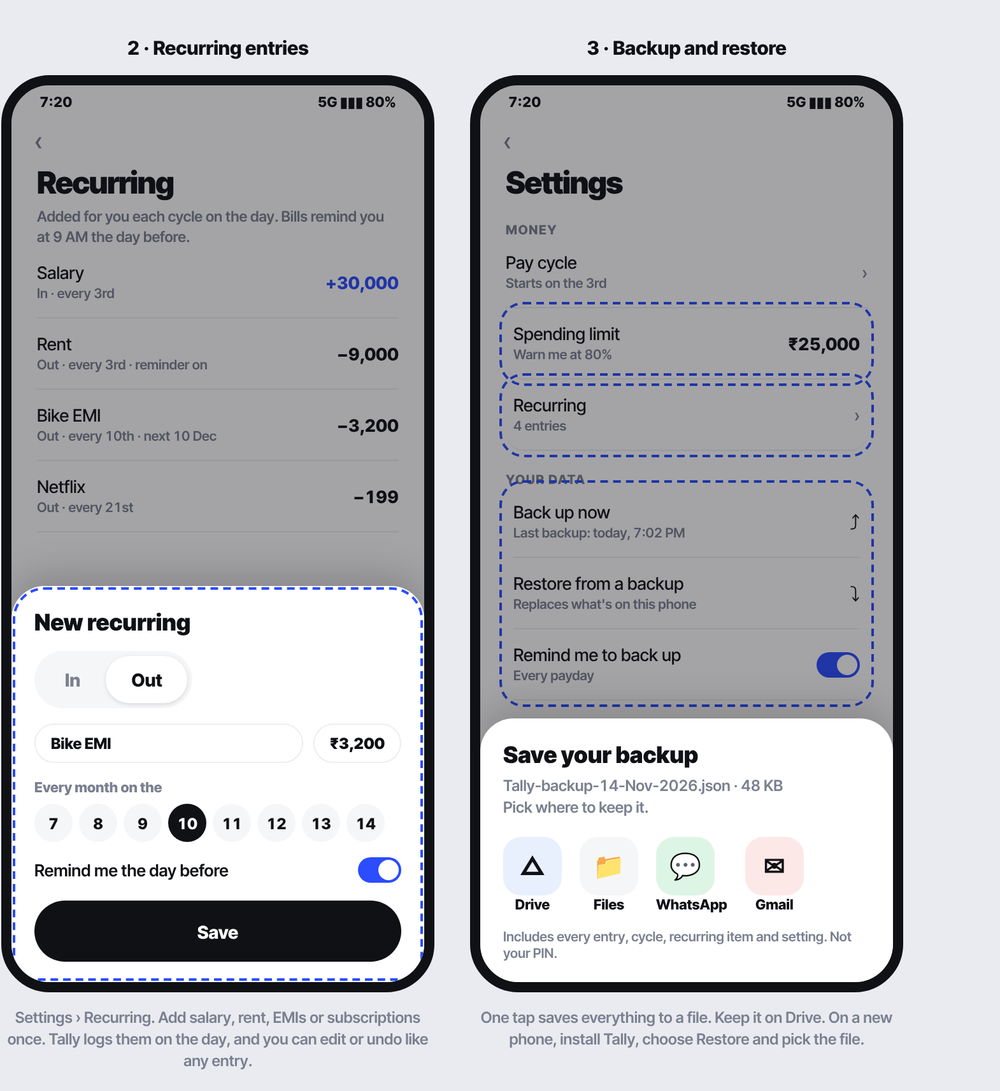 2 · Recurring entries
7:20
5G 80%
Recurring
Added for you each cycle on the day. Bills remind you
at 9 AM the day before.
Salary
+30,000
In · every 3rd
Rent
−9,000
Out · every 3rd · reminder on
Bike EMI
−3,200
Out · every 10th · next 10 Dec
Netflix
−199
Out · every 21st
New recurring
In
Out
Bike EMI
₹3,200
Every month on the
7 8 9 10 11 12 13 14
Remind me the day before
Save
Settings › Recurring. Add salary, rent, EMIs or subscriptions
once. Tally logs them on the day, and you can edit or undo like
any entry.
3 · Backup and restore
7:20
5G 80%
Settings
MONEY
Pay cycle
Starts on the 3rd
Spending limit
₹25,000
Warn me at 80%
Recurring
4 entries
YOUR DATA
Back up now
Last backup: today, 7:02 PM
Restore from a backup
Replaces what's on this phone
Remind me to back up
Every payday
Save your backup
Tally-backup-14-Nov-2026.json · 48 KB
Pick where to keep it.
Drive
Files
WhatsApp
Gmail
Includes every entry, cycle, recurring item and setting. Not
your PIN.
One tap saves everything to a file. Keep it on Drive. On a new
phone, install Tally, choose Restore and pick the file.